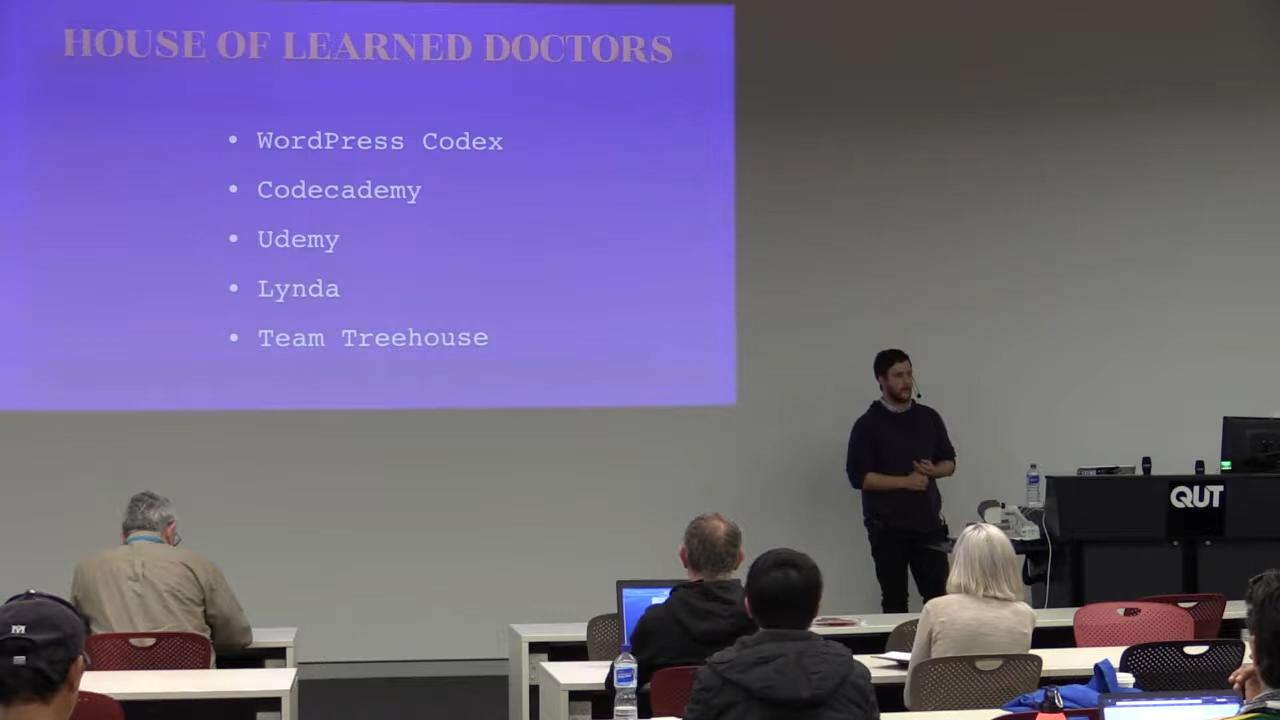 HOUSE OF LEARNED DOCTORS
• WordPress Codex
• Codecademy
• Udemy
• Lynda
• Team Treehouse
QUT